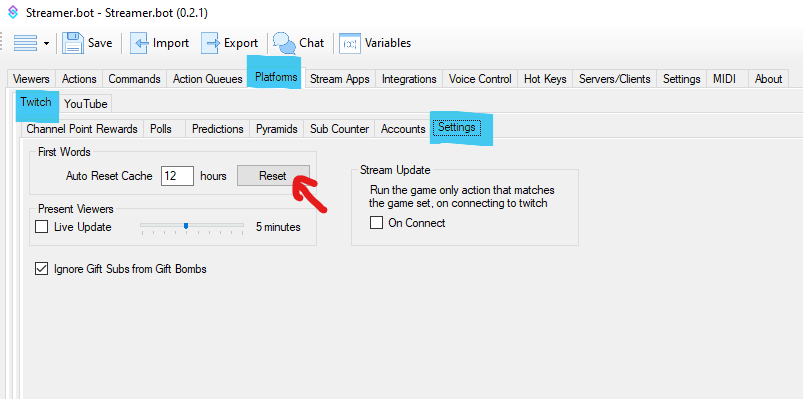 Streamer.bot - Streamer.bot (0.2.1)
Save Import Export Chat Variables
Viewers Actions Commands Action Queues Platforms Stream Apps Integrations Voice Control Hot Keys Servers/Clients Settings MIDI About
Twitch YouTube
Channel Point Rewards Polls Predictions Pyramids Sub Counter Accounts Settings
First Words
Auto Reset Cache 12 hours Reset
Present Viewers
Live Update 5 minutes
Ignore Gift Subs from Gift Bombs
Stream Update
Run the game only action that matches
the game set, on connecting to twitch
On Connect